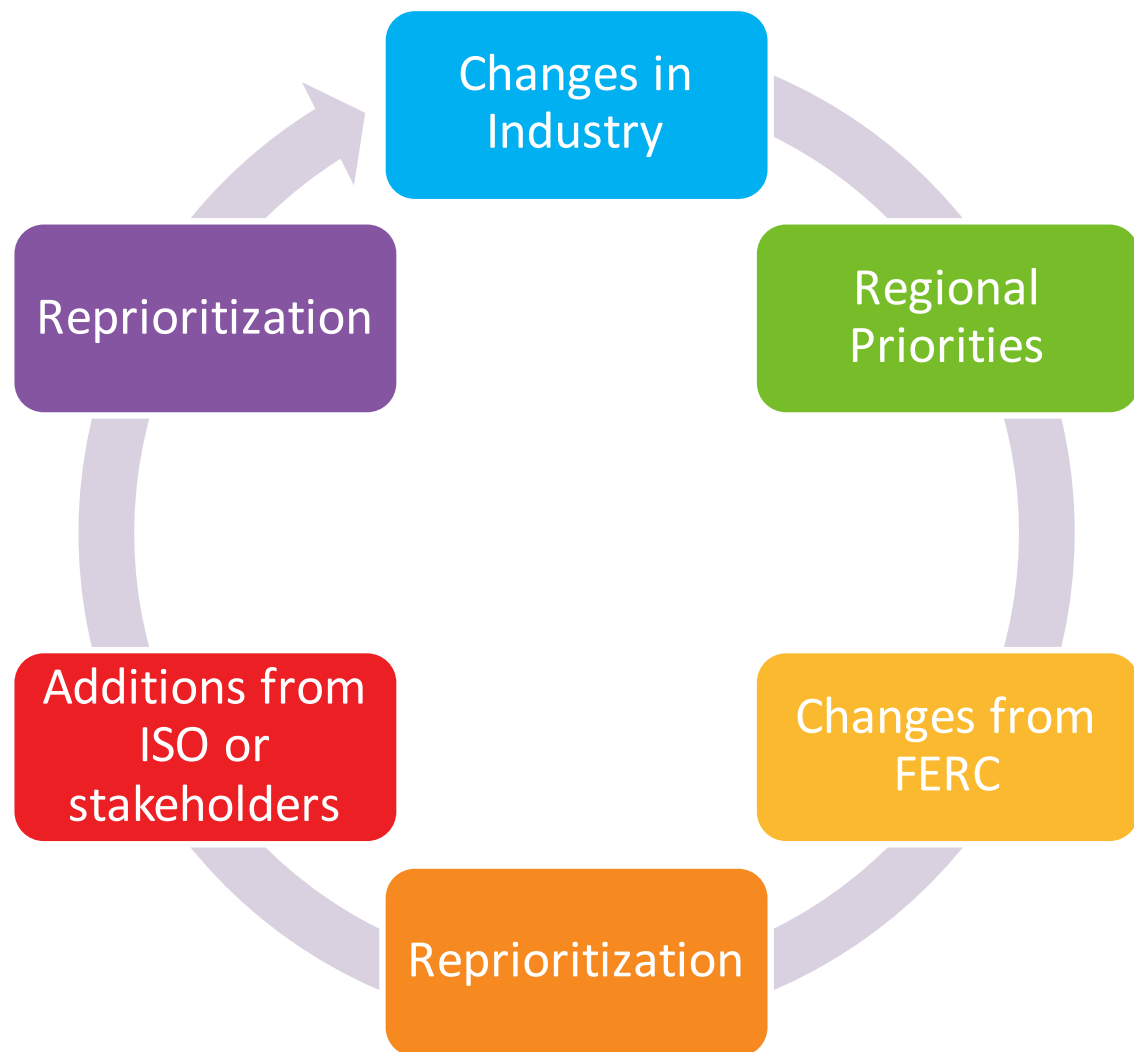 Changes in
Industry
Regional
Priorities
Changes from
FERC
Reprioritization
Additions from
ISO or
stakeholders
Reprioritization